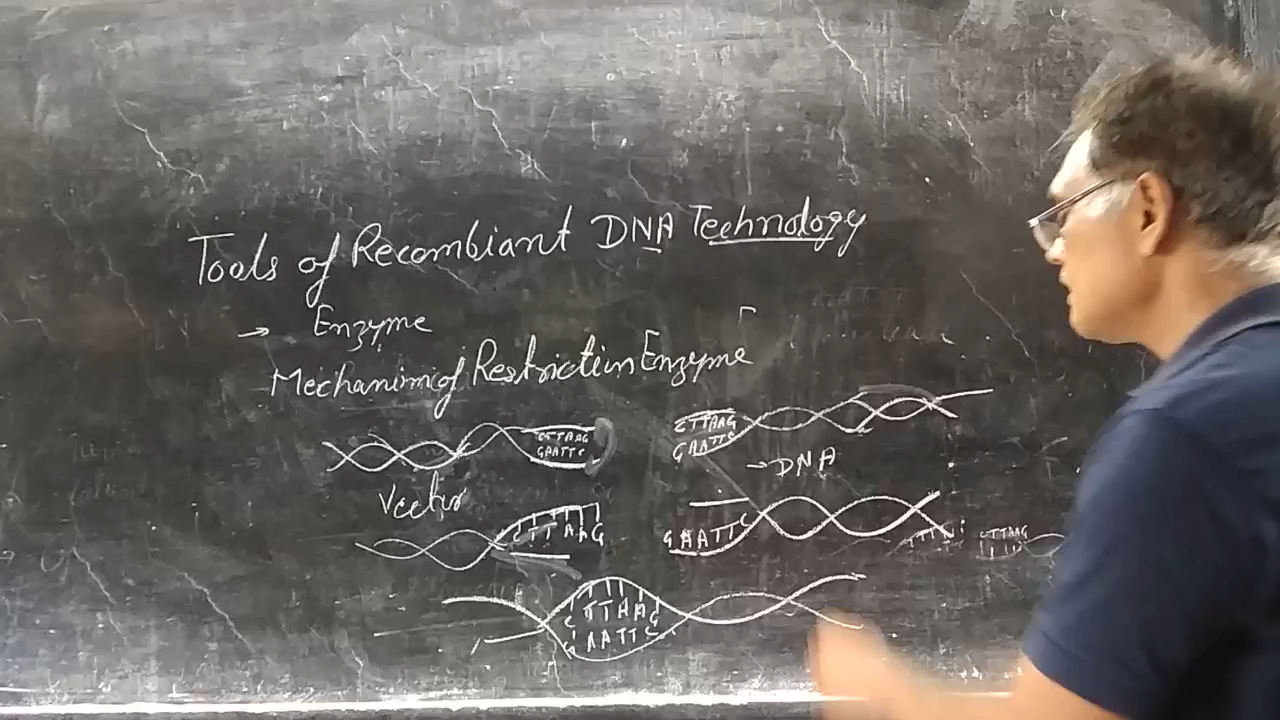 Tools of Recombiant DNA Technology
→ Enzyme
Mechanism of Restriction Enzyme
CTTAAG CTTAAG
GAATTC GAATTC
→ DNA
Vector
CTTAAG GAATTC CTTAAG
CTTAAG
GAATTC